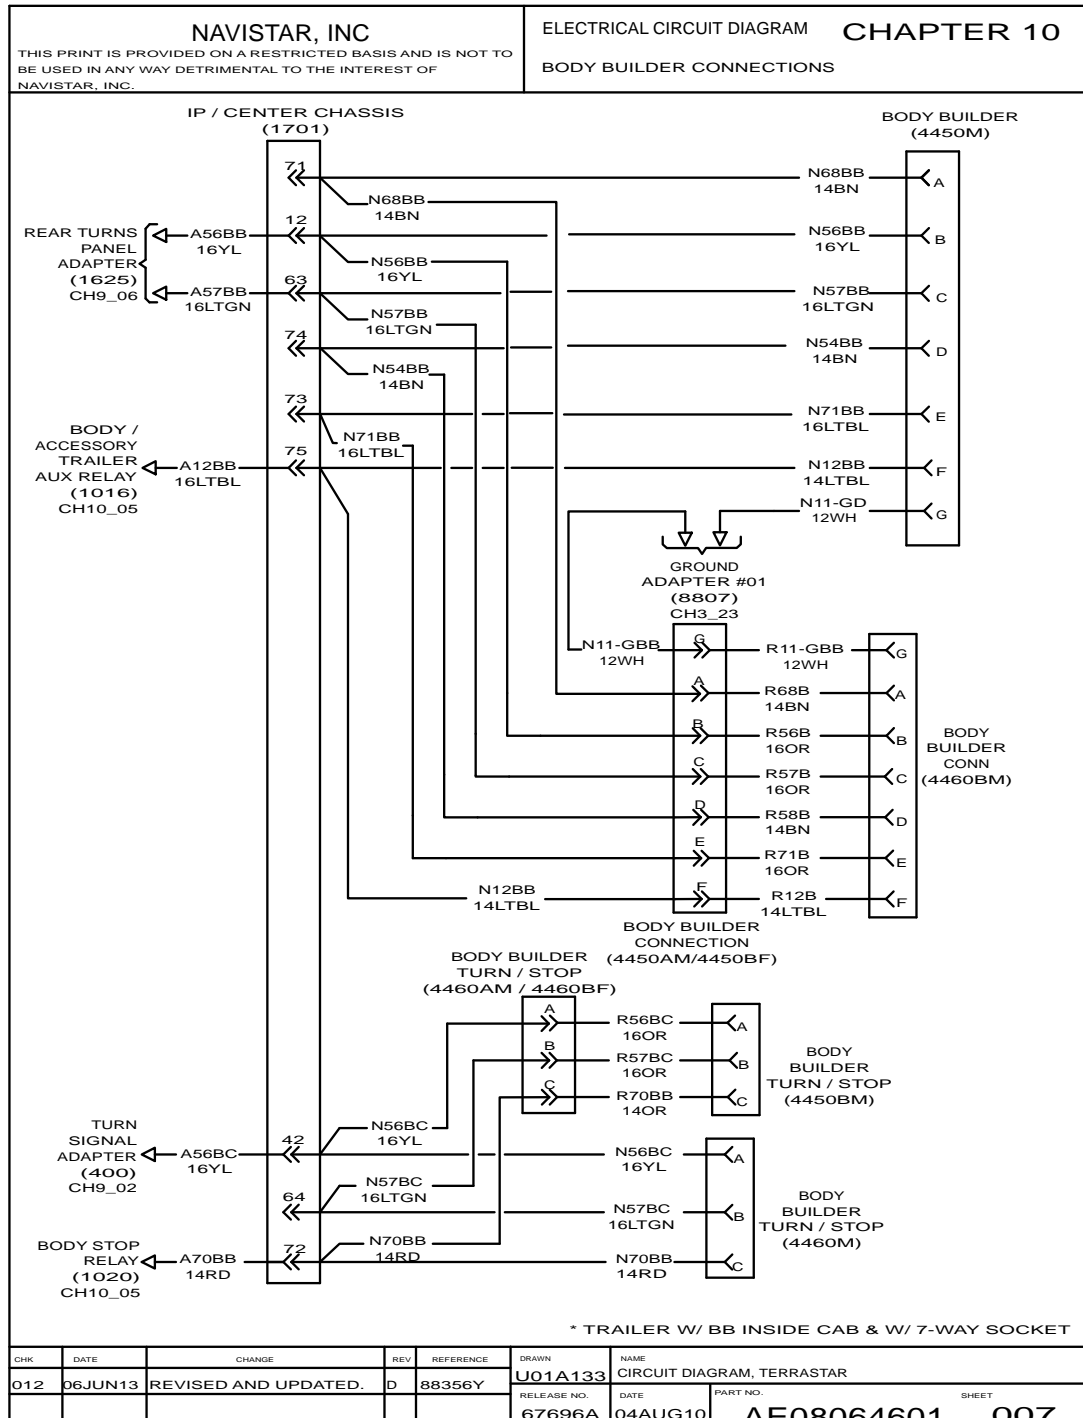 NAVISTAR, INC
THIS PRINT IS PROVIDED ON A RESTRICTED BASIS AND IS NOT TO
BE USED IN ANY WAY DETRIMENTAL TO THE INTEREST OF
NAVISTAR, INC.
ELECTRICAL CIRCUIT DIAGRAM
CHAPTER 10
BODY BUILDER CONNECTIONS
IP / CENTER CHASSIS
(1701)
BODY BUILDER
(4450M)
71
N68BB
14BN
N68BB
14BN
A
REAR TURNS
PANEL
ADAPTER
(1625)
CH9_06
A56BB
16YL
12
N56BB
16YL
N56BB
16YL
B
A57BB
16LTGN
63
N57BB
16LTGN
N57BB
16LTGN
C
74
N54BB
14BN
N54BB
14BN
D
73
N71BB
16LTBL
N71BB
16LTBL
E
BODY /
ACCESSORY
TRAILER
AUX RELAY
(1016)
CH10_05
A12BB
16LTBL
75
N12BB
14LTBL
F
N11-GD
12WH
G
GROUND
ADAPTER #01
(8807)
CH3_23
N11-GBB
12WH
G
R11-GBB
12WH
G
A
R68B
14BN
A
B
R56B
16OR
B
C
R57B
16OR
C
D
R58B
14BN
D
E
R71B
16OR
E
N12BB
14LTBL
F
R12B
14LTBL
F
BODY
BUILDER
CONN
(4460BM)
BODY BUILDER
CONNECTION
(4450AM/4450BF)
BODY BUILDER
TURN / STOP
(4460AM / 4460BF)
A
R56BC
16OR
A
B
R57BC
16OR
B
C
R70BB
14OR
C
BODY
BUILDER
TURN / STOP
(4450BM)
TURN
SIGNAL
ADAPTER
(400)
CH9_02
A56BC
16YL
42
N56BC
16YL
N56BC
16YL
A
64
N57BC
16LTGN
N57BC
16LTGN
B
BODY STOP
RELAY
(1020)
CH10_05
A70BB
14RD
72
N70BB
14RD
N70BB
14RD
C
BODY
BUILDER
TURN / STOP
(4460M)
* TRAILER W/ BB INSIDE CAB & W/ 7-WAY SOCKET
CHK DATE CHANGE REV REFERENCE
012 06JUN13 REVISED AND UPDATED. D 88356Y
DRAWN
U01A133
NAME
CIRCUIT DIAGRAM, TERRASTAR
RELEASE NO.
67696A
DATE
04AUG10
PART NO.
AE08064601
SHEET
007